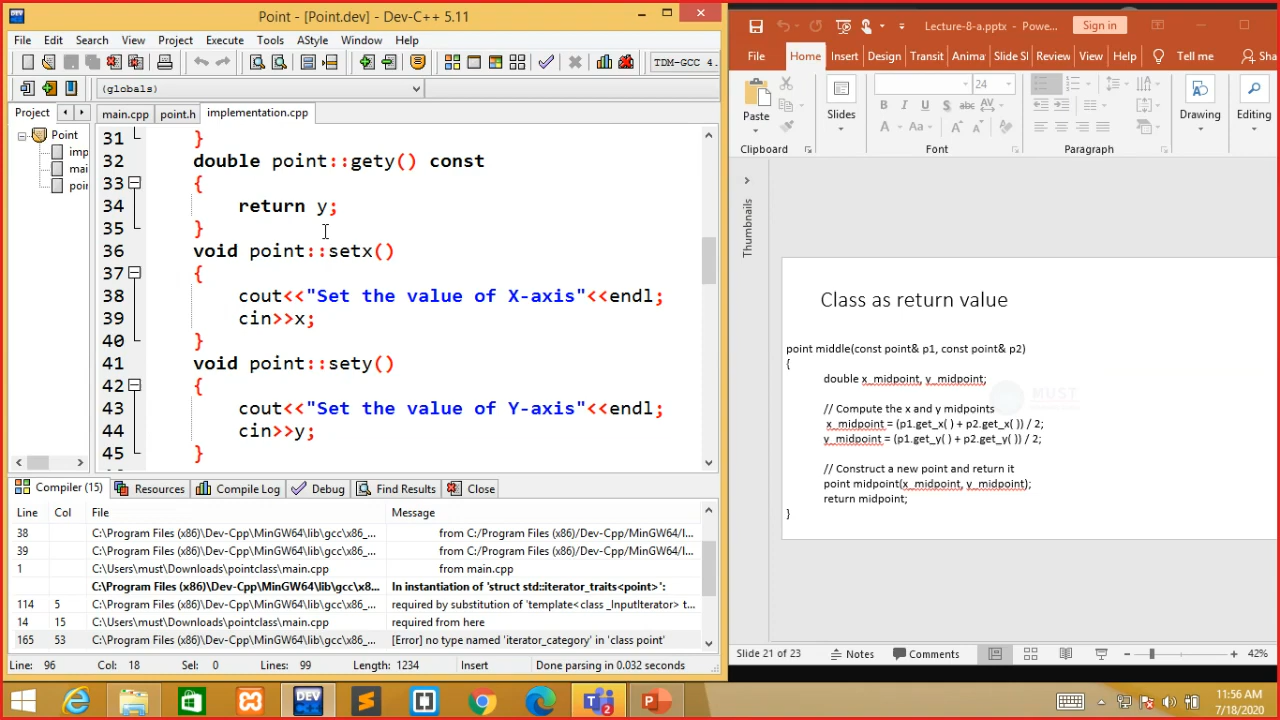 Point - [Point.dev] - Dev-C++ 5.11
File Edit Search View Project Execute Tools AStyle Window Help
TDM-GCC 4.
(globals)
Project
main.cpp point.h implementation.cpp
Point
imp
mai
poin
31 }
32 double point::gety() const
33 {
34 return y;
35 }
36 void point::setx()
37 {
38 cout<<"Set the value of X-axis"<<endl;
39 cin>>x;
40 }
41 void point::sety()
42 {
43 cout<<"Set the value of Y-axis"<<endl;
44 cin>>y;
45 }
Compiler (15) Resources Compile Log Debug Find Results Close
Line Col File Message
38 C:\Program Files (x86)\Dev-Cpp\MinGW64\lib\gcc\x86_... from C:/Program Files (x86)/Dev-Cpp/MinGW64/l...
39 C:\Program Files (x86)\Dev-Cpp\MinGW64\lib\gcc\x86_... from C:/Program Files (x86)/Dev-Cpp/MinGW64/l...
1 C:\Users\must\Downloads\pointclass\main.cpp from main.cpp
C:\Program Files (x86)\Dev-Cpp\MinGW64\lib\gcc\x8... In instantiation of 'struct std::iterator_traits<point>':
114 5 C:\Program Files (x86)\Dev-Cpp\MinGW64\lib\gcc\x86_... required by substitution of 'template<class _InputIterator> t...
14 15 C:\Users\must\Downloads\pointclass\main.cpp required from here
165 53 C:\Program Files (x86)\Dev-Cpp\MinGW64\lib\gcc\x86_... [Error] no type named 'iterator_category' in 'class point'
Line: 96 Col: 18 Sel: 0 Lines: 99 Length: 1234 Insert Done parsing in 0.032 seconds
Lecture-8-a.pptx - Powe... Sign in
File Home Insert Design Transit Anima Slide Sl Review View Help Tell me Sha
24
Paste Slides B I U S abc AV Aa A A Drawing Editing
Clipboard Font Paragraph
Thumbnails
Class as return value
point middle(const point& p1, const point& p2)
{
double x_midpoint, y_midpoint;
MUST
// Compute the x and y midpoints
x_midpoint = (p1.get_x( ) + p2.get_x( )) / 2;
y_midpoint = (p1.get_y( ) + p2.get_y( )) / 2;
// Construct a new point and return it
point midpoint(x_midpoint, y_midpoint);
return midpoint;
}
Slide 21 of 23 Notes Comments 42%
DEV
2
11:56 AM
7/18/2020